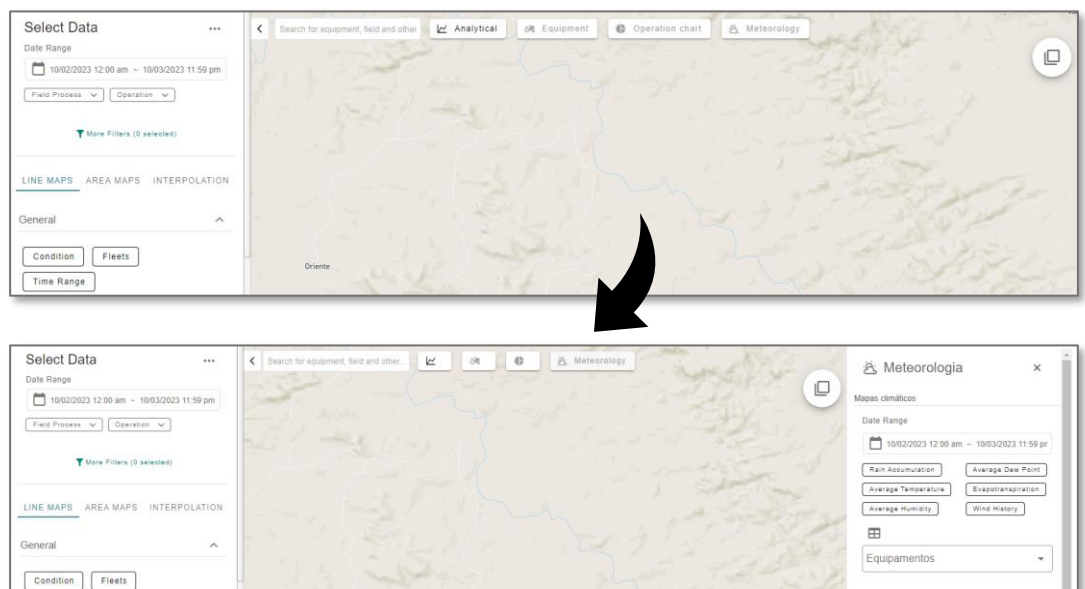 Select Data
Date Range
10/02/2023 12:00 am ~ 10/03/2023 11:59 pm
Field Process Operation
More Filters (0 selected)
LINE MAPS AREA MAPS INTERPOLATION
General
Condition Fleets
Time Range
Search for equipment, field and other
Analytical Equipment Operation chart Meteorology
Oriente
Select Data
Date Range
10/02/2023 12:00 am ~ 10/03/2023 11:59 pm
Field Process Operation
More Filters (0 selected)
LINE MAPS AREA MAPS INTERPOLATION
General
Condition Fleets
Search for equipment, field and other...
Meteorology
Meteorologia
Mapas climáticos
Date Range
10/02/2023 12:00 am ~ 10/03/2023 11:59 pr
Rain Accumulation Average Dew Point
Average Temperature Evapotranspiration
Average Humidity Wind History
Equipamentos